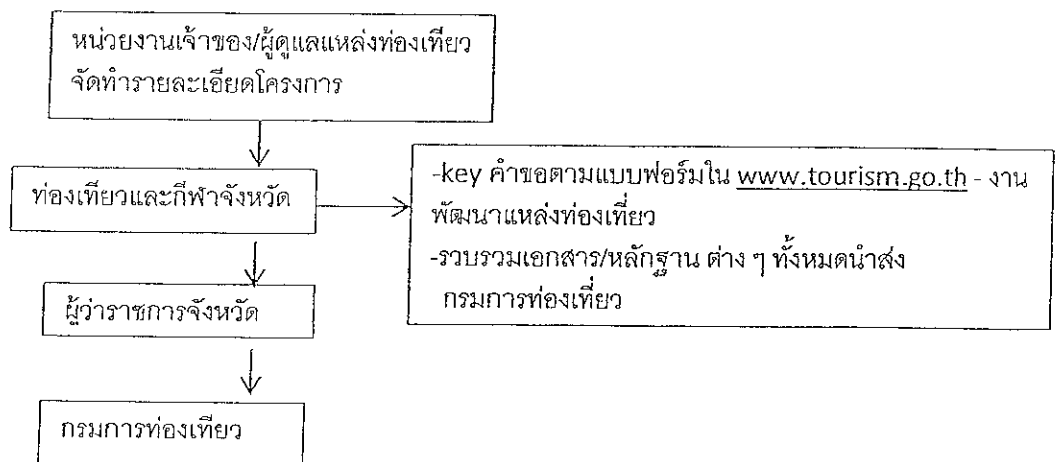 หน่วยงานเจ้าของ/ผู้ดูแลแหล่งท่องเที่ยว
จัดทำรายละเอียดโครงการ
ท่องเที่ยวและกีฬาจังหวัด
-key คำขอตามแบบฟอร์มใน www.tourism.go.th - งาน
พัฒนาแหล่งท่องเที่ยว
-รวบรวมเอกสาร/หลักฐาน ต่าง ๆ ทั้งหมดนำส่ง
กรมการท่องเที่ยว
ผู้ว่าราชการจังหวัด
กรมการท่องเที่ยว